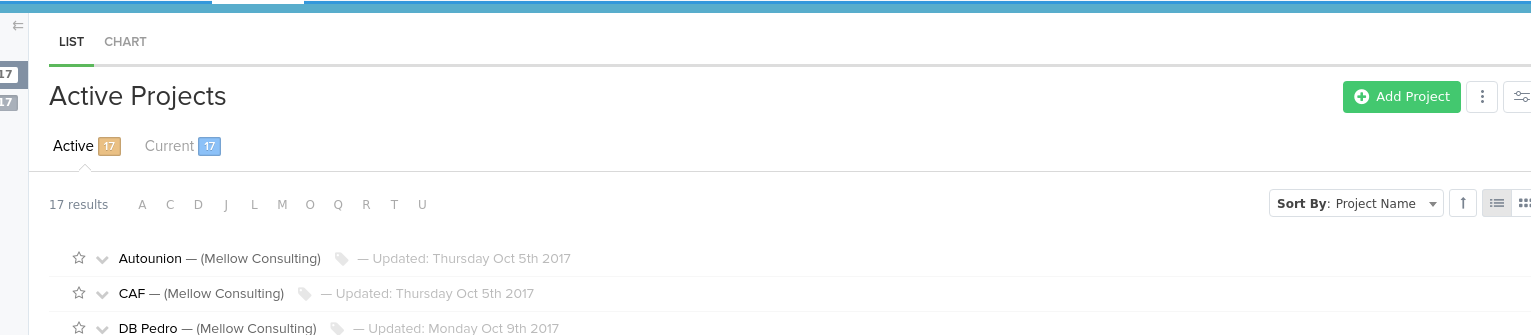 LIST CHART
17
Active Projects
Add Project
17
Active 17 Current 17
17 results A C D J L M O Q R T U
Sort By: Project Name
Autounion — (Mellow Consulting) — Updated: Thursday Oct 5th 2017
CAF — (Mellow Consulting) — Updated: Thursday Oct 5th 2017
DB Pedro — (Mellow Consulting) — Updated: Monday Oct 9th 2017